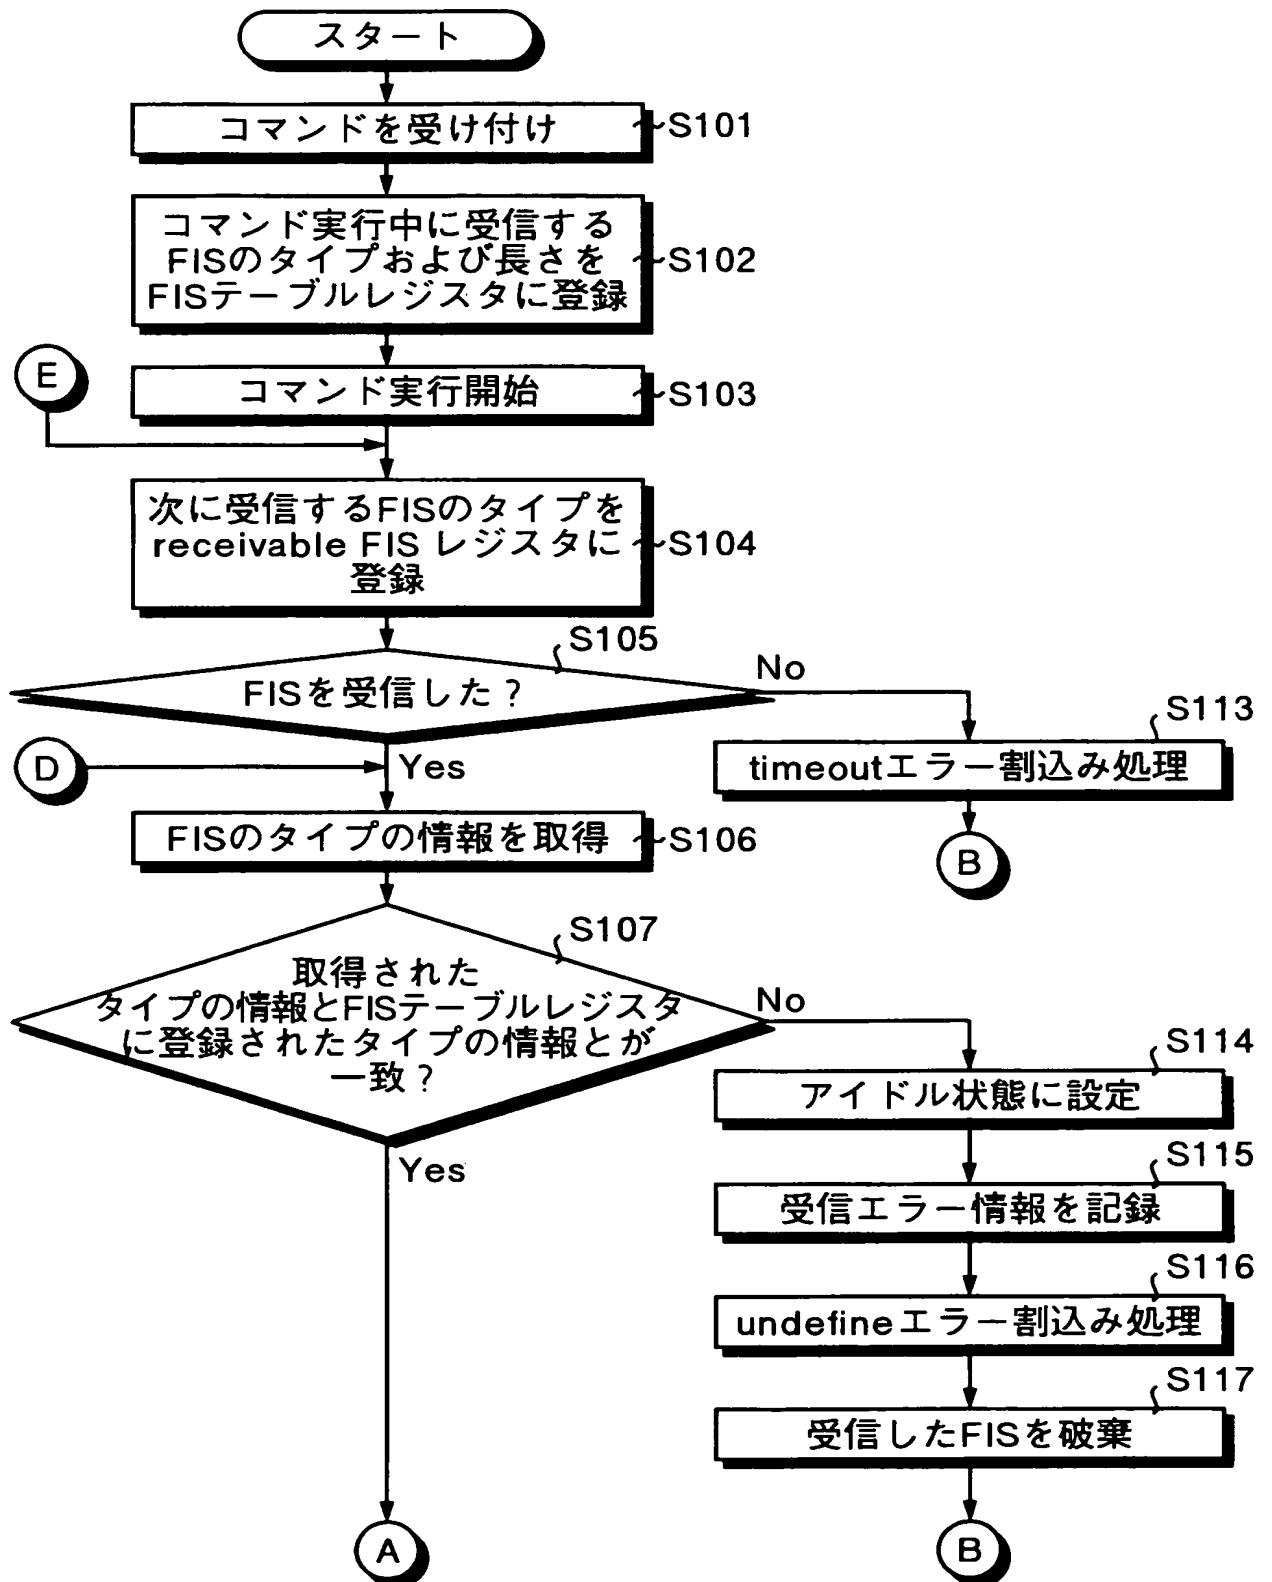 スタート
コマンドを受け付け
S101
コマンド実行中に受信する
FISのタイプおよび長さを
FISテーブルレジスタに登録
S102
E
コマンド実行開始
S103
次に受信するFISのタイプを
receivable FIS レジスタに
登録
S104
S105
FISを受信した？
No
Yes
S113
timeoutエラー割込み処理
B
D
FISのタイプの情報を取得
S106
S107
取得された
タイプの情報とFISテーブルレジスタ
に登録されたタイプの情報とが
一致？
No
Yes
S114
アイドル状態に設定
S115
受信エラー情報を記録
S116
undefineエラー割込み処理
S117
受信したFISを破棄
A
B